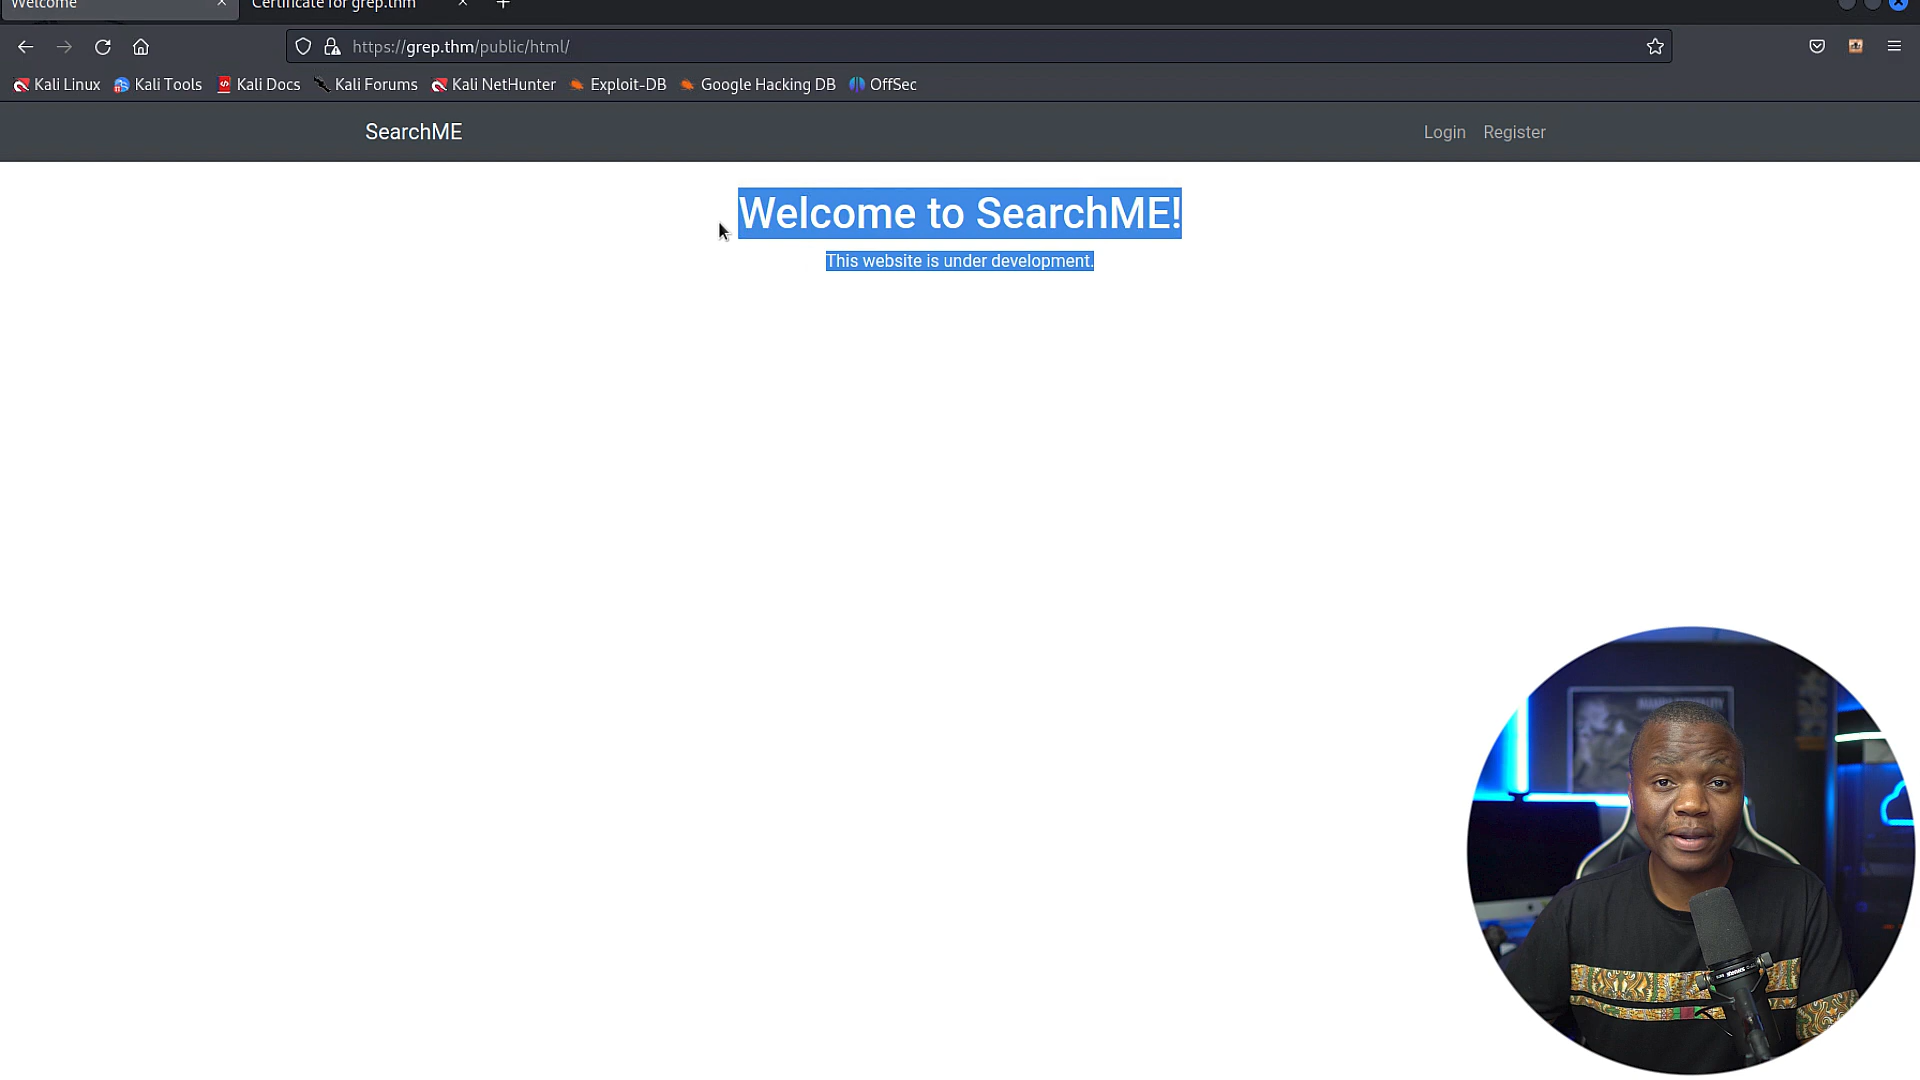 Welcome
Certificate for grep.thm
https://grep.thm/public/html/
Kali Linux Kali Tools Kali Docs Kali Forums Kali NetHunter Exploit-DB Google Hacking DB OffSec
SearchME Login Register
Welcome to SearchME!
This website is under development.